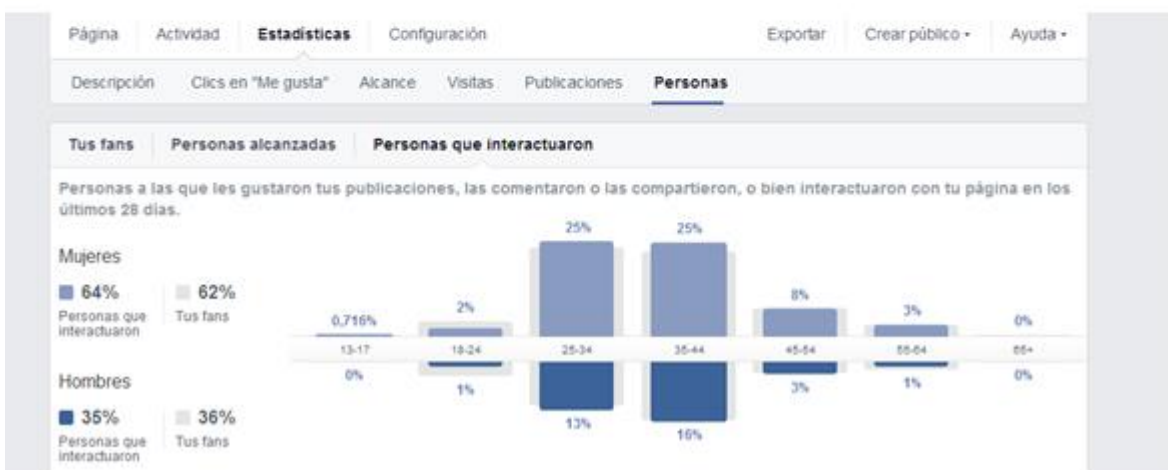 Página Actividad Estadísticas Configuración Exportar Crear público Ayuda
Descripción Clics en "Me gusta" Alcance Visitas Publicaciones Personas
Tus fans Personas alcanzadas Personas que interactuaron
Personas a las que les gustaron tus publicaciones, las comentaron o las compartieron, o bien interactuaron con tu página en los
últimos 28 días.
25% 25%
Mujeres
64% 62%
Personas que
interactuaron
Tus fans
0,716% 2% 8% 3% 0%
13-17 18-24 25-34 35-44 45-54 55-64 65+
0% 1% 13% 16% 3% 1% 0%
Hombres
35% 36%
Personas que
interactuaron
Tus fans